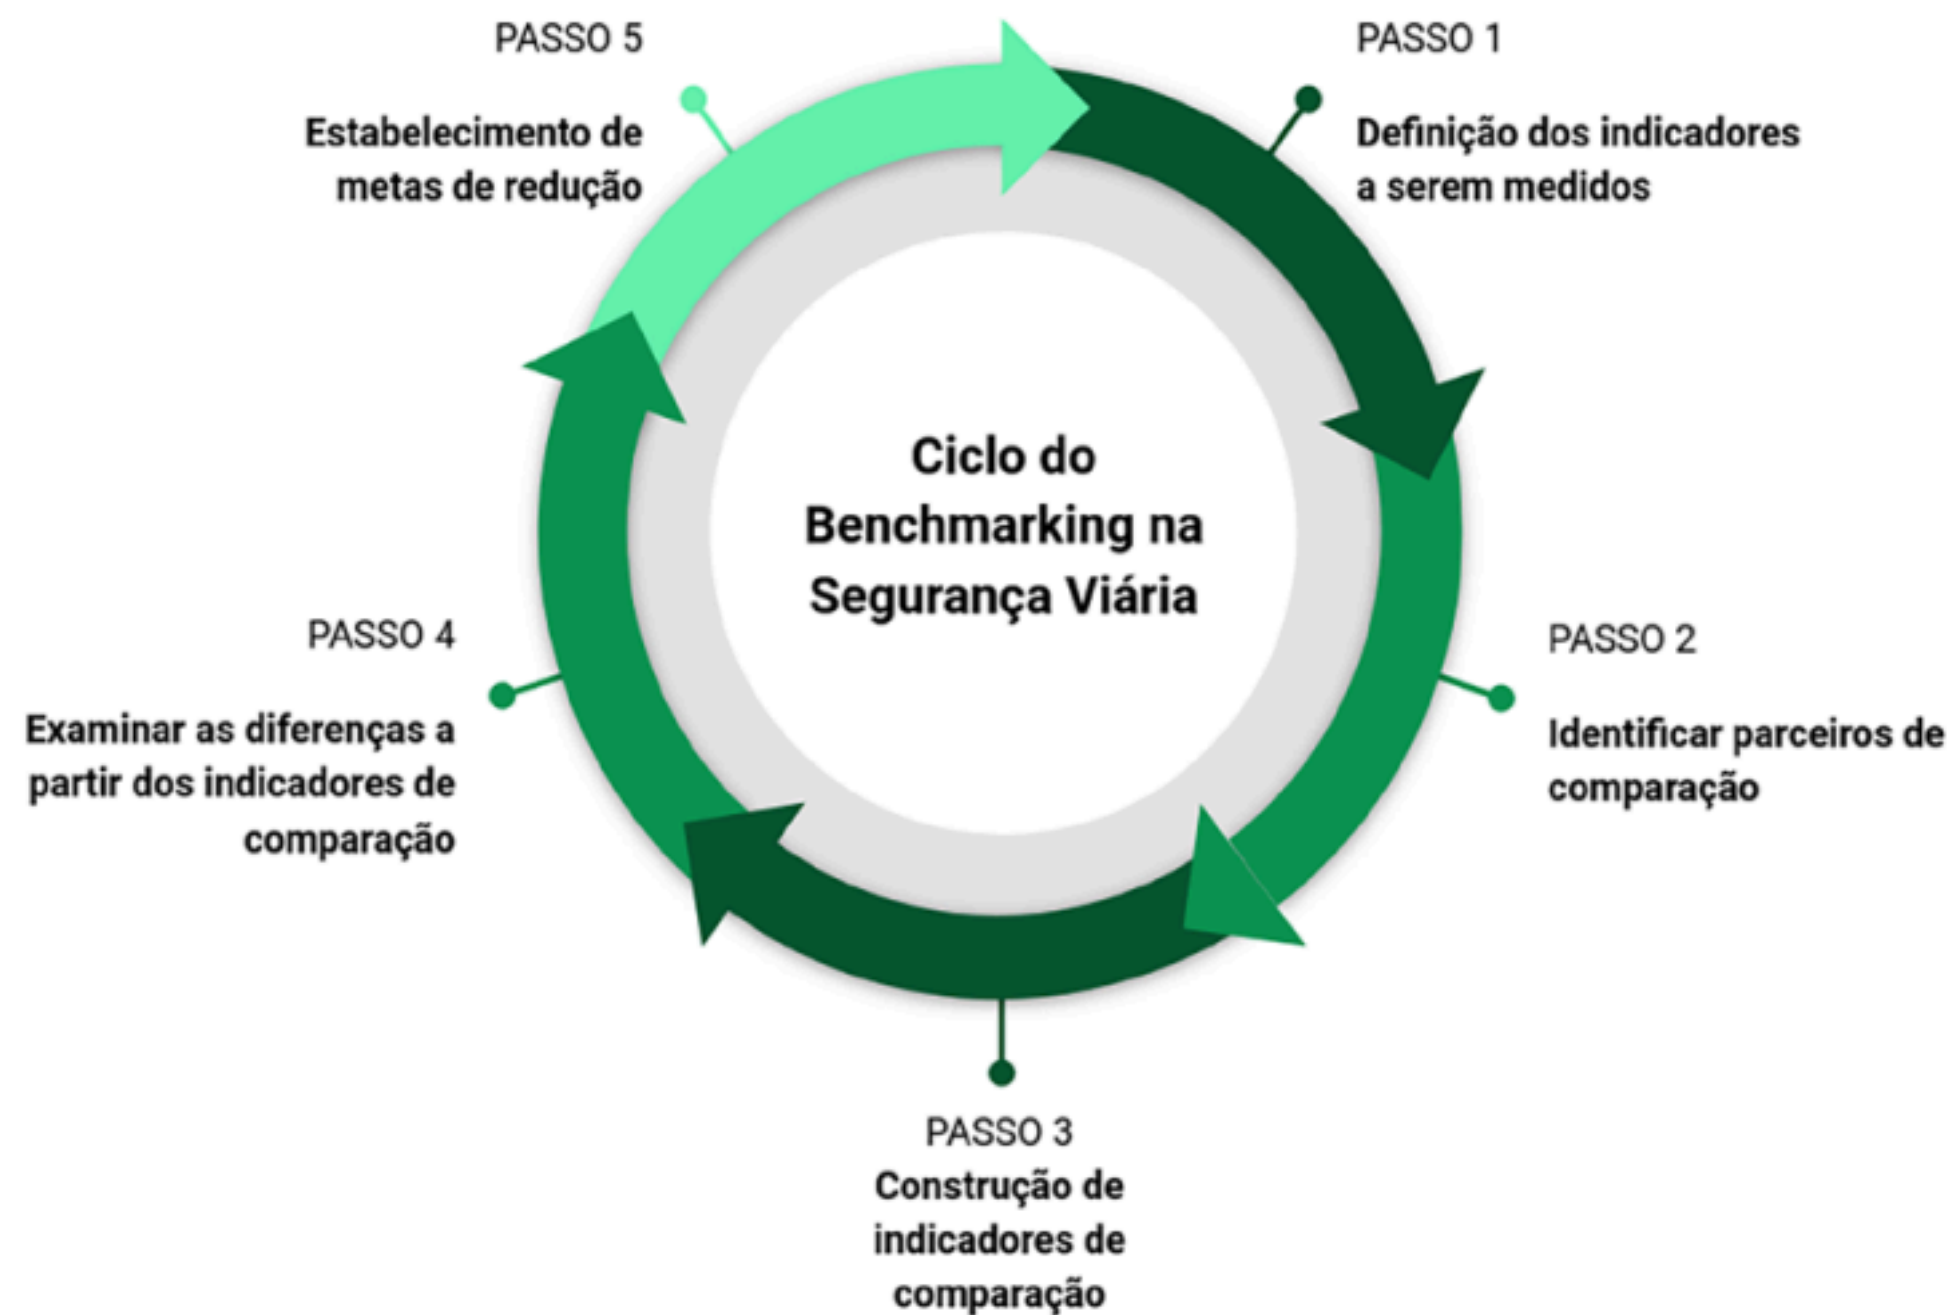 PASSO 1
Definição dos indicadores
a serem medidos
PASSO 2
Identificar parceiros de
comparação
PASSO 3
Construção de
indicadores de
comparação
PASSO 4
Examinar as diferenças a
partir dos indicadores de
comparação
PASSO 5
Estabelecimento de
metas de redução
Ciclo do
Benchmarking na
Segurança Viária